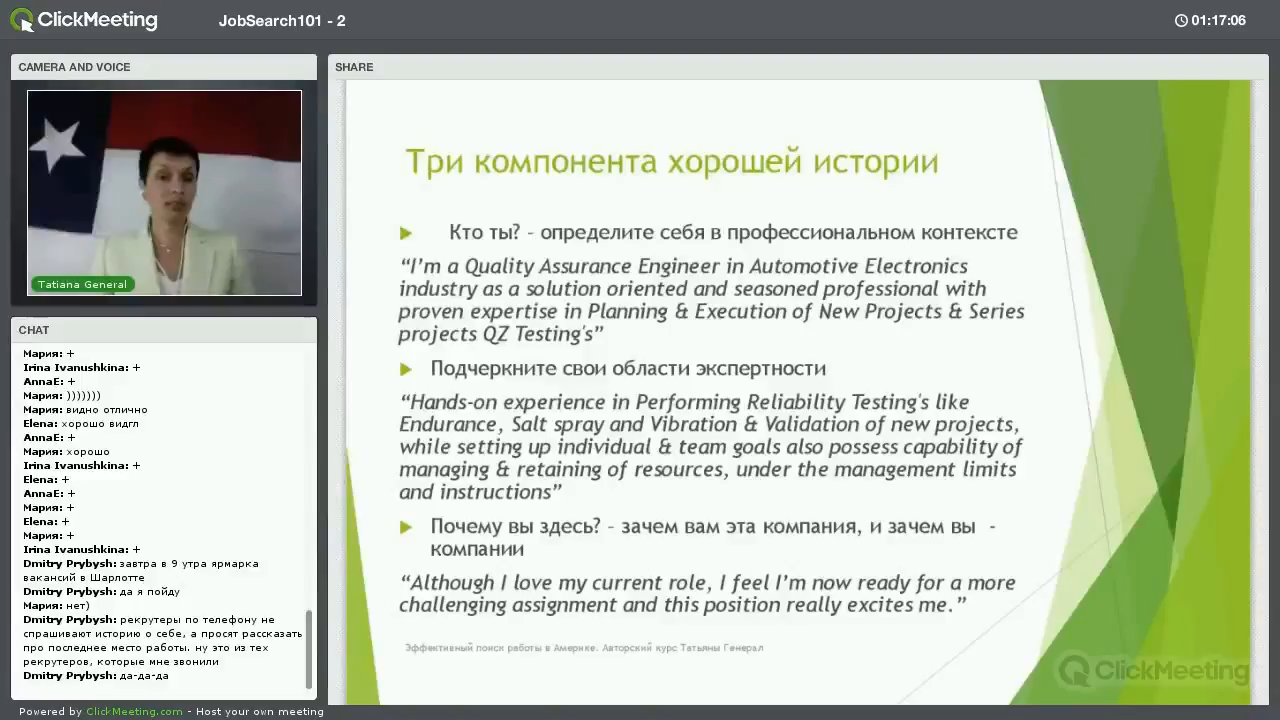 ClickMeeting
JobSearch101 - 2
01:17:06
CAMERA AND VOICE
Tatiana General
CHAT
Мария: +
Irina Ivanushkina: +
AnnaE: +
Мария: )))))))
Мария: видно отлично
Elena: хорошо видгл
AnnaE: +
Мария: хорошо
Irina Ivanushkina: +
Elena: +
AnnaE: +
Мария: +
Elena: +
Мария: +
Irina Ivanushkina: +
Dmitry Prybysh: завтра в 9 утра ярмарка
вакансий в Шарлотте
Dmitry Prybysh: да я пойду
Мария: нет)
Dmitry Prybysh: рекрутеры по телефону не
спрашивают историю о себе, а просят рассказать
про последнее место работы. ну это из тех
рекрутеров, которые мне звонили
Dmitry Prybysh: да-да-да
SHARE
Три компонента хорошей истории
Кто ты? – определите себя в профессиональном контексте
“I’m a Quality Assurance Engineer in Automotive Electronics
industry as a solution oriented and seasoned professional with
proven expertise in Planning & Execution of New Projects & Series
projects QZ Testing's”
Подчеркните свои области экспертности
“Hands-on experience in Performing Reliability Testing's like
Endurance, Salt spray and Vibration & Validation of new projects,
while setting up individual & team goals also possess capability of
managing & retaining of resources, under the management limits
and instructions”
Почему вы здесь? – зачем вам эта компания, и зачем вы -
компании
“Although I love my current role, I feel I’m now ready for a more
challenging assignment and this position really excites me.”
Эффективный поиск работы в Америке. Авторский курс Татьяны Генерал
ClickMeeting
Powered by ClickMeeting.com - Host your own meeting